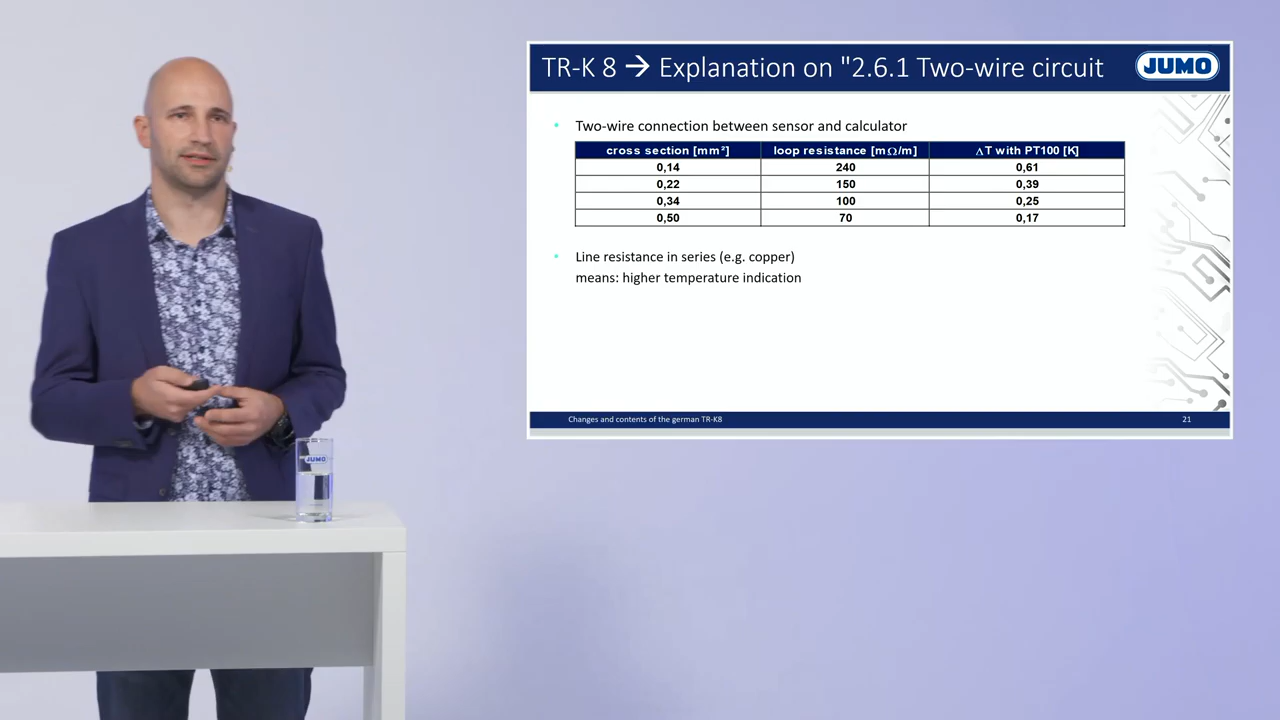 TR-K 8 → Explanation on "2.6.1 Two-wire circuit
JUMO
• Two-wire connection between sensor and calculator
cross section [mm²] loop resistance [mΩ/m] ΔT with PT100 [K]
0,14 240 0,61
0,22 150 0,39
0,34 100 0,25
0,50 70 0,17
• Line resistance in series (e.g. copper)
means: higher temperature indication
Changes and contents of the german TR-K8 21
JUMO